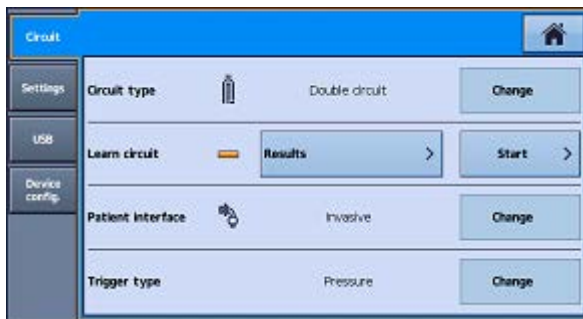 Circuit
Settings
USB
Device
config.
Circuit type Double circuit Change
Learn circuit Results > Start >
Patient interface Invasive Change
Trigger type Pressure Change